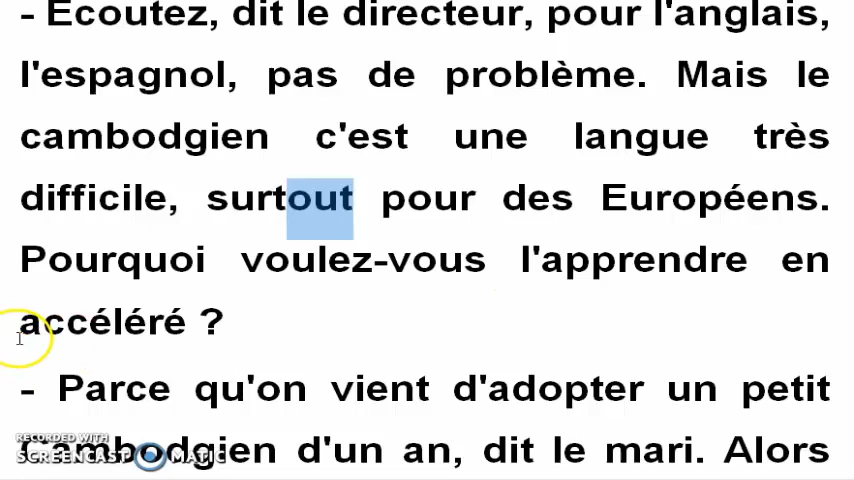 - Ecoutez, dit le directeur, pour l'anglais,
l'espagnol, pas de problème. Mais le
cambodgien c'est une langue très
difficile, surtout pour des Européens.
Pourquoi voulez-vous l'apprendre en
accéléré ?
- Parce qu'on vient d'adopter un petit
Cambodgien d'un an, dit le mari. Alors
RECORDED WITH
SCREENCAST MATIC